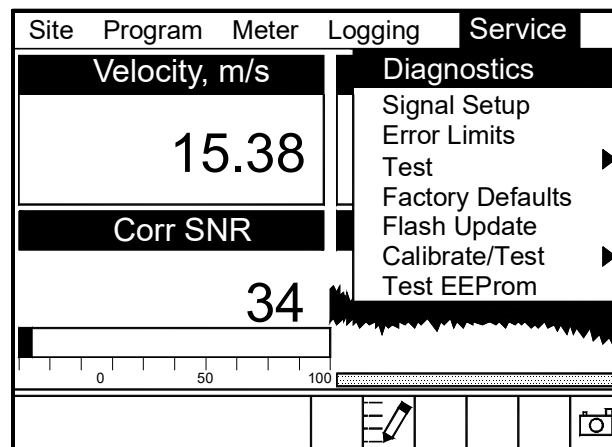 Site Program Meter Logging Service
Velocity, m/s
15.38
Corr SNR
34
0 50 100
Diagnostics
Signal Setup
Error Limits
Test
Factory Defaults
Flash Update
Calibrate/Test
Test EEProm